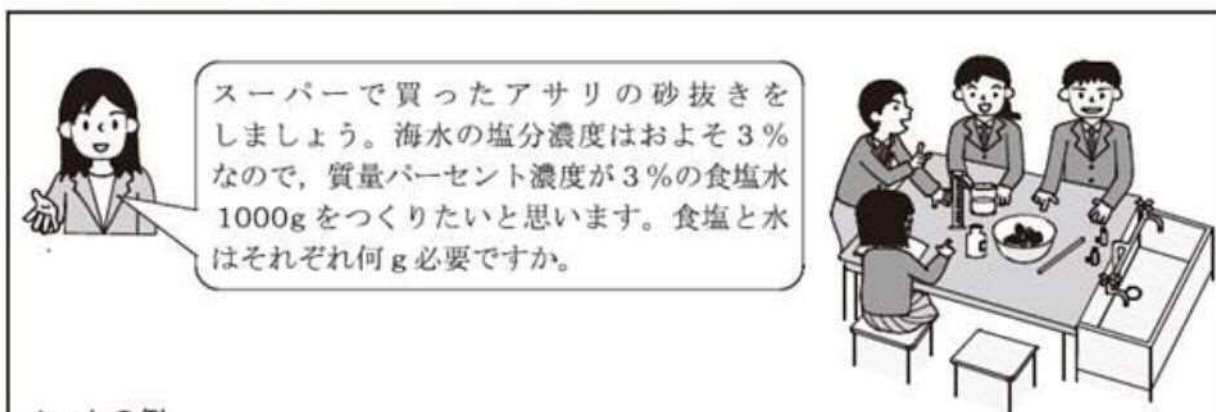 スーパーで買ったアサリの砂抜きを
しましょう。海水の塩分濃度はおよそ3%
なので，質量パーセント濃度が3%の食塩水
1000gをつくりたいと思います。食塩と水
はそれぞれ何g必要ですか。